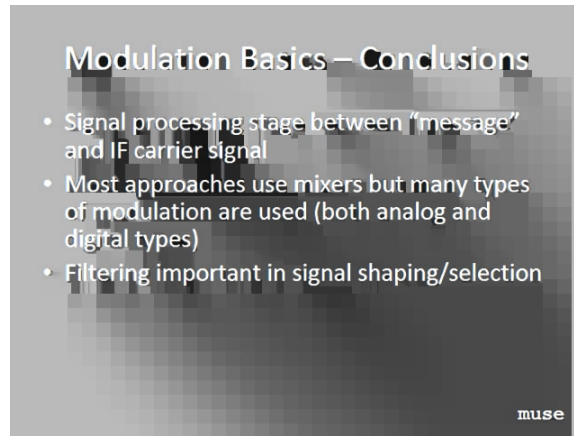 Modulation Basics – Conclusions
• Signal processing stage between “message”
and IF carrier signal
• Most approaches use mixers but many types
of modulation are used (both analog and
digital types)
• Filtering important in signal shaping/selection
muse